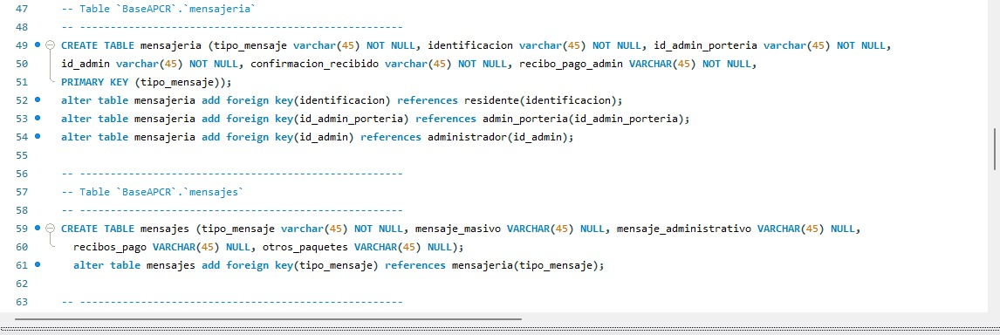 47 -- Table `BaseAPCR`.`mensajeria`
48 -- -----------------------------------------------------
49 CREATE TABLE mensajeria (tipo_mensaje varchar(45) NOT NULL, identificacion varchar(45) NOT NULL, id_admin_porteria varchar(45) NOT NULL,
50 id_admin varchar(45) NOT NULL, confirmacion_recibido varchar(45) NOT NULL, recibo_pago_admin VARCHAR(45) NOT NULL,
51 PRIMARY KEY (tipo_mensaje));
52 alter table mensajeria add foreign key(identificacion) references residente(identificacion);
53 alter table mensajeria add foreign key(id_admin_porteria) references admin_porteria(id_admin_porteria);
54 alter table mensajeria add foreign key(id_admin) references administrador(id_admin);
55
56 -- -----------------------------------------------------
57 -- Table `BaseAPCR`.`mensajes`
58 -- -----------------------------------------------------
59 CREATE TABLE mensajes (tipo_mensaje varchar(45) NOT NULL, mensaje_masivo VARCHAR(45) NULL, mensaje_administrativo VARCHAR(45) NULL,
60 recibos_pago VARCHAR(45) NULL, otros_paquetes VARCHAR(45) NULL);
61 alter table mensajes add foreign key(tipo_mensaje) references mensajeria(tipo_mensaje);
62
63 -- -----------------------------------------------------